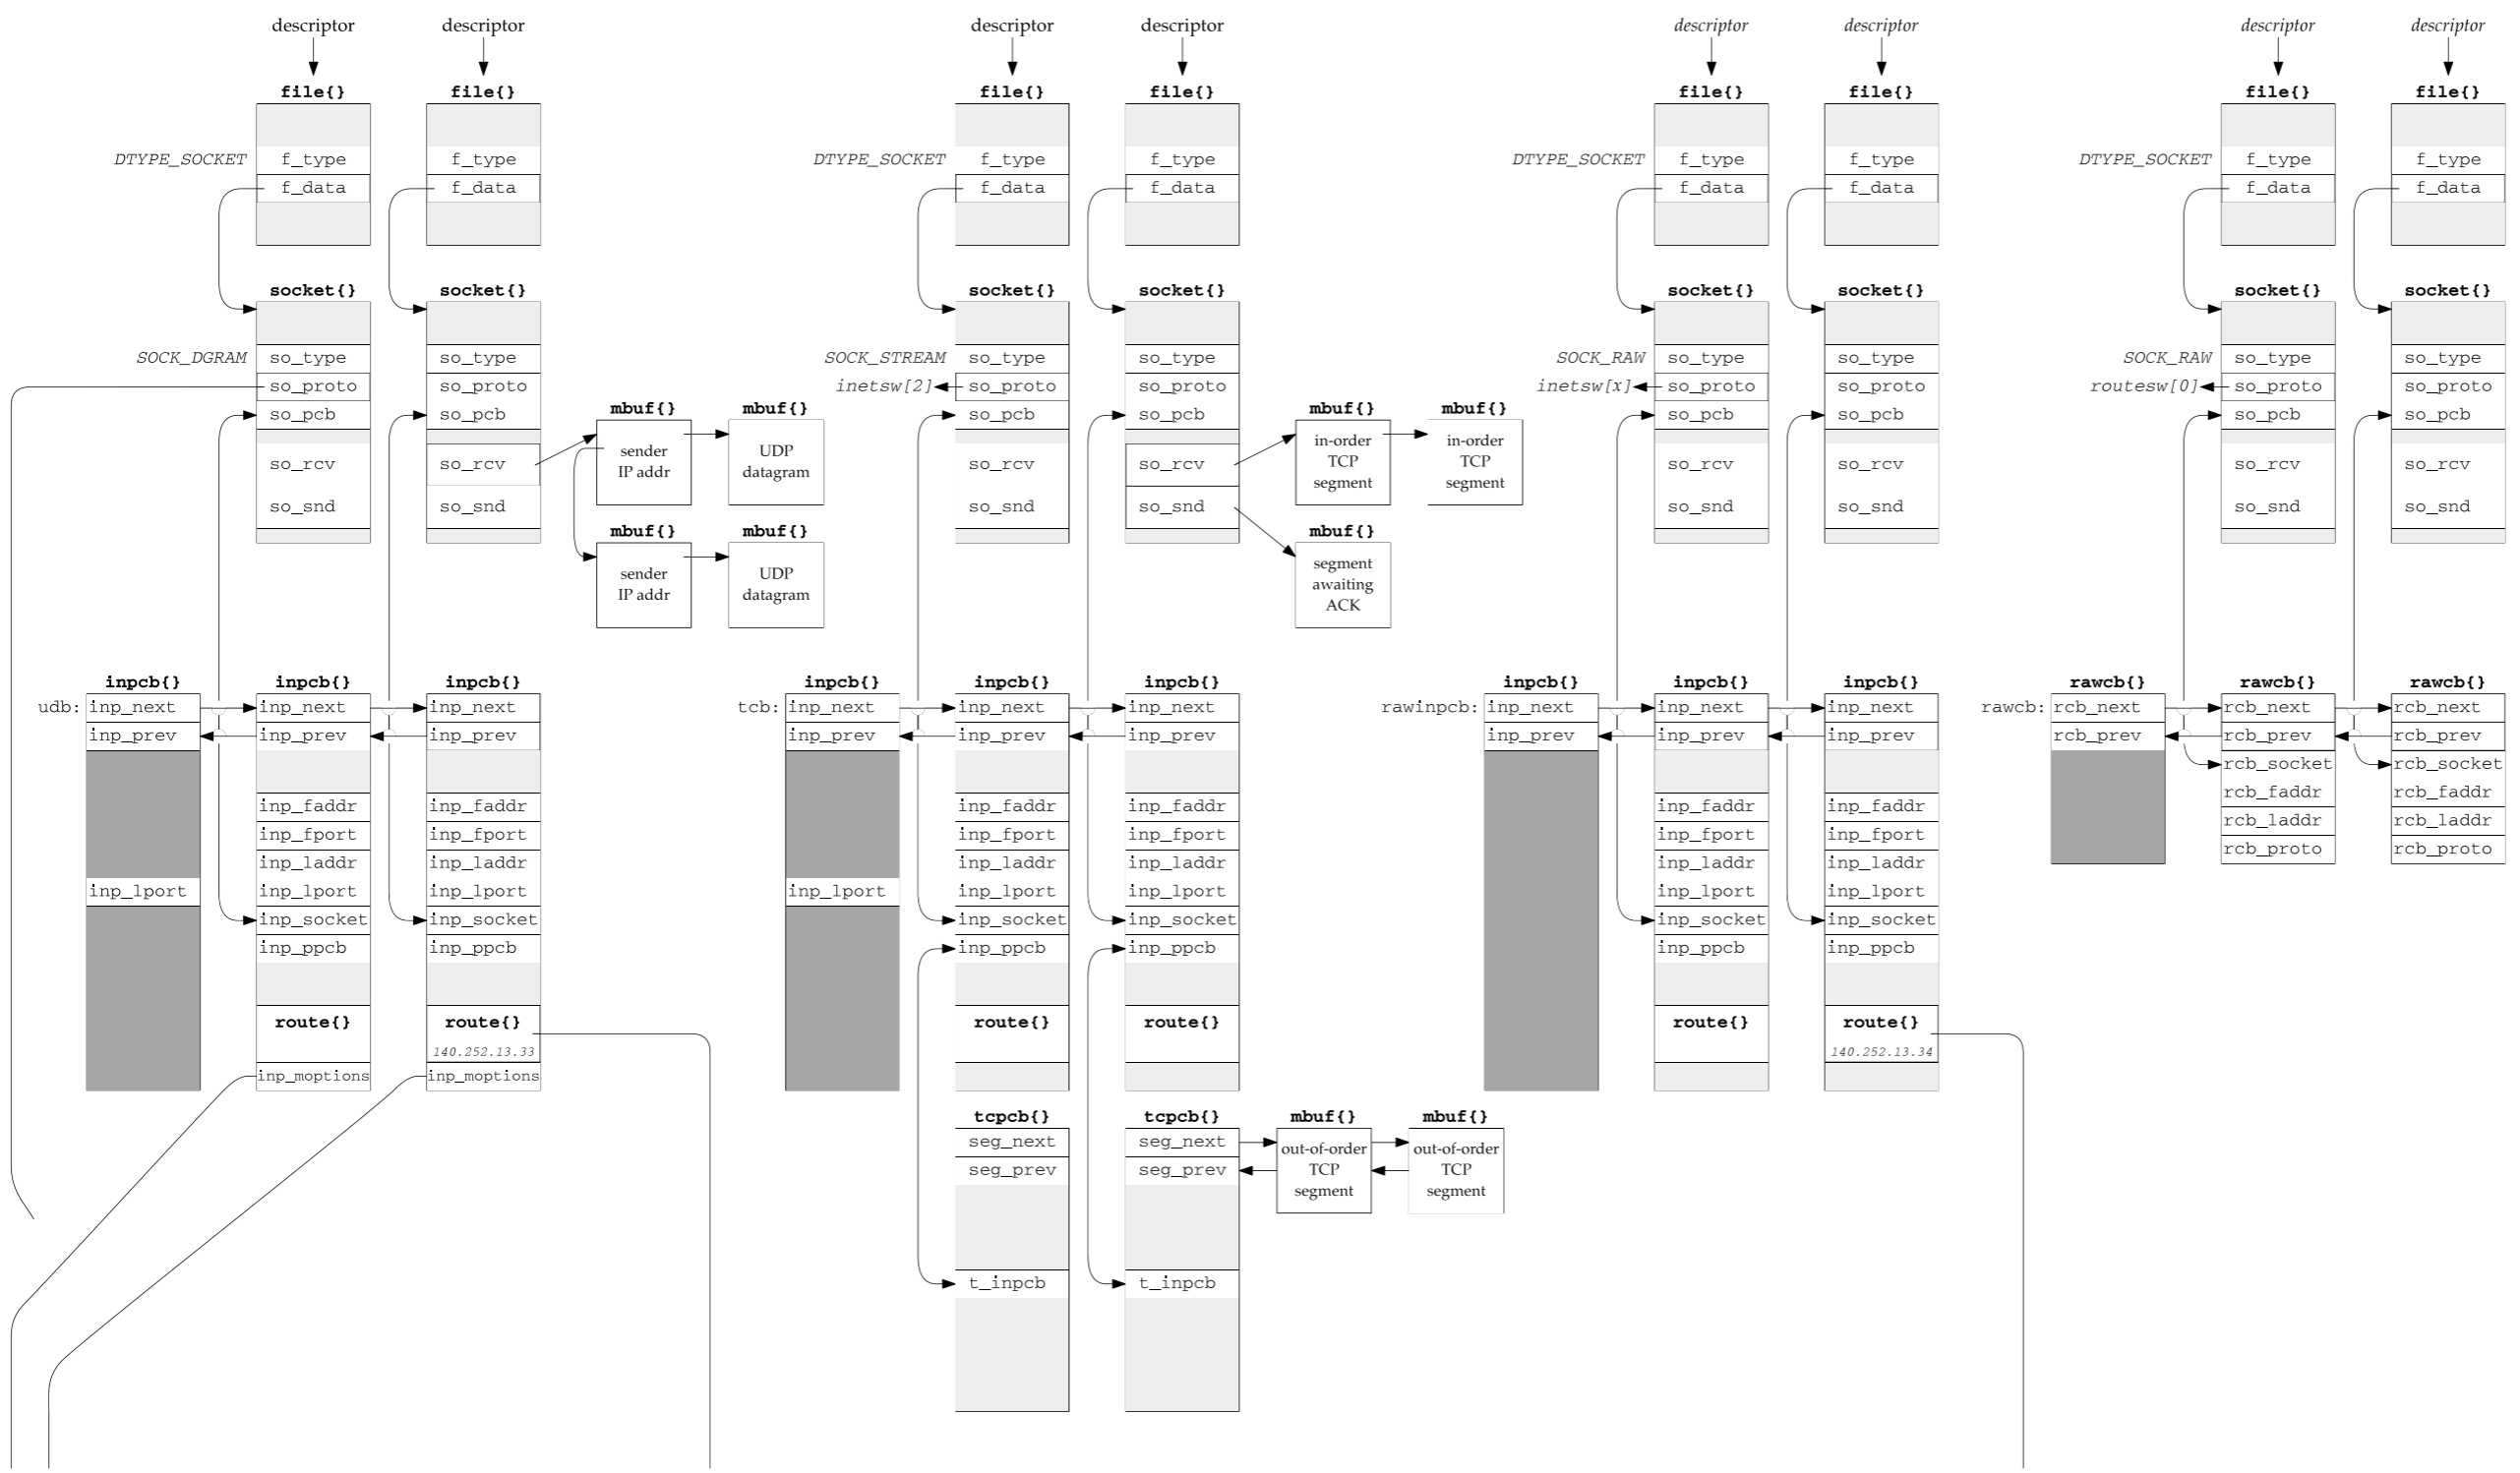 descriptor descriptor descriptor descriptor descriptor descriptor descriptor descriptor
file{} file{} file{} file{} file{} file{} file{} file{}
DTYPE_SOCKET f_type f_type DTYPE_SOCKET f_type f_type DTYPE_SOCKET f_type f_type DTYPE_SOCKET f_type f_type
f_data f_data f_data f_data f_data f_data f_data f_data
socket{} socket{} socket{} socket{} socket{} socket{} socket{} socket{}
SOCK_DGRAM so_type so_type SOCK_STREAM so_type so_type SOCK_RAW so_type so_type SOCK_RAW so_type so_type
so_proto so_proto inetsw[2] so_proto so_proto inetsw[x] so_proto so_proto routesw[0] so_proto so_proto
so_pcb so_pcb mbuf{} mbuf{} so_pcb so_pcb mbuf{} mbuf{} so_pcb so_pcb so_pcb so_pcb
in-order in-order
sender UDP TCP TCP
so_rcv so_rcv IP addr datagram so_rcv so_rcv segment segment so_rcv so_rcv so_rcv so_rcv
so_snd so_snd so_snd so_snd so_snd so_snd so_snd so_snd
mbuf{} mbuf{} mbuf{}
segment
sender UDP awaiting
IP addr datagram ACK
inpcb{} inpcb{} inpcb{} inpcb{} inpcb{} inpcb{} inpcb{} inpcb{} inpcb{} rawcb{} rawcb{} rawcb{}
udb: inp_next inp_next inp_next tcb: inp_next inp_next inp_next rawinpcb: inp_next inp_next inp_next rawcb: rcb_next rcb_next rcb_next
inp_prev inp_prev inp_prev inp_prev inp_prev inp_prev inp_prev inp_prev inp_prev rcb_prev rcb_prev rcb_prev
rcb_socket rcb_socket
inp_faddr inp_faddr inp_faddr inp_faddr inp_faddr inp_faddr rcb_faddr rcb_faddr
inp_fport inp_fport inp_fport inp_fport inp_fport inp_fport rcb_laddr rcb_laddr
inp_laddr inp_laddr inp_laddr inp_laddr inp_laddr inp_laddr rcb_proto rcb_proto
inp_lport inp_lport inp_lport inp_lport inp_lport inp_lport inp_lport inp_lport
inp_socket inp_socket inp_socket inp_socket inp_socket inp_socket
inp_ppcb inp_ppcb inp_ppcb inp_ppcb inp_ppcb inp_ppcb
route{} route{} route{} route{} route{} route{}
140.252.13.33 140.252.13.34
inp_moptions inp_moptions
tcpcb{} tcpcb{} mbuf{} mbuf{}
seg_next seg_next out-of-order out-of-order
seg_prev seg_prev TCP TCP
segment segment
t_inpcb t_inpcb